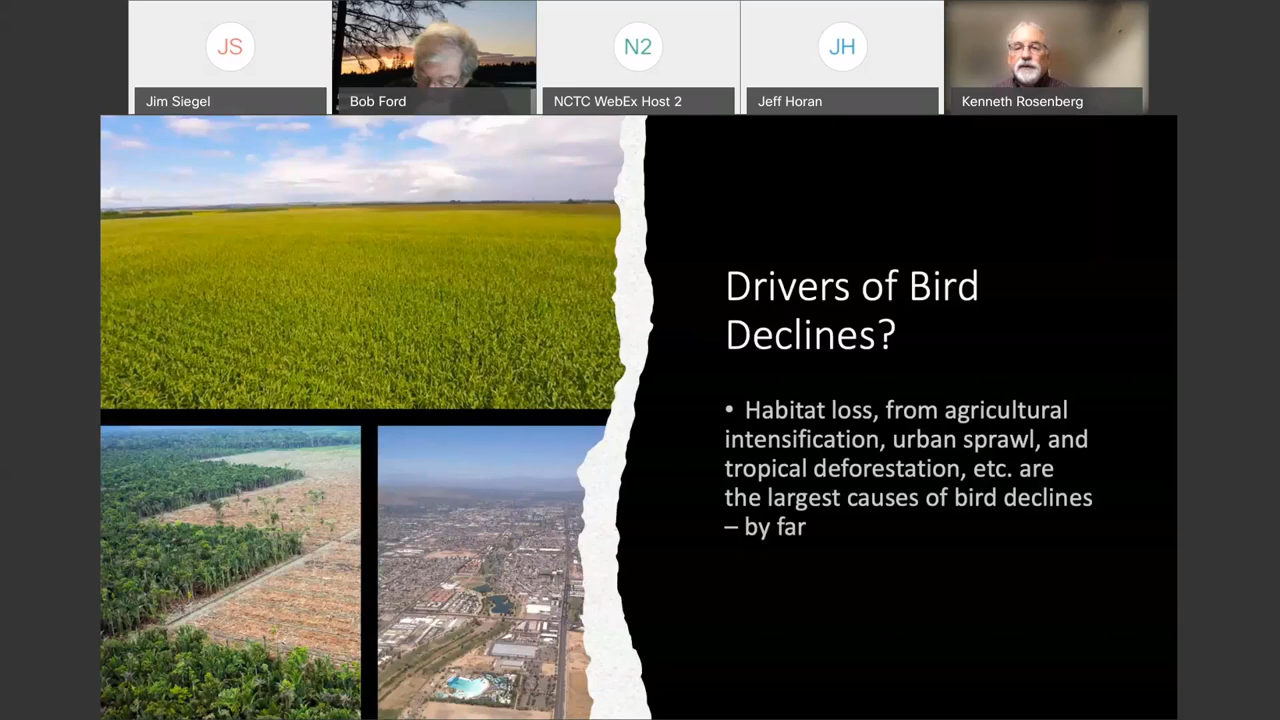 JS
Jim Siegel
Bob Ford
N2
NCTC WebEx Host 2
JH
Jeff Horan
Kenneth Rosenberg
Drivers of Bird
Declines?
• Habitat loss, from agricultural
intensification, urban sprawl, and
tropical deforestation, etc. are
the largest causes of bird declines
– by far